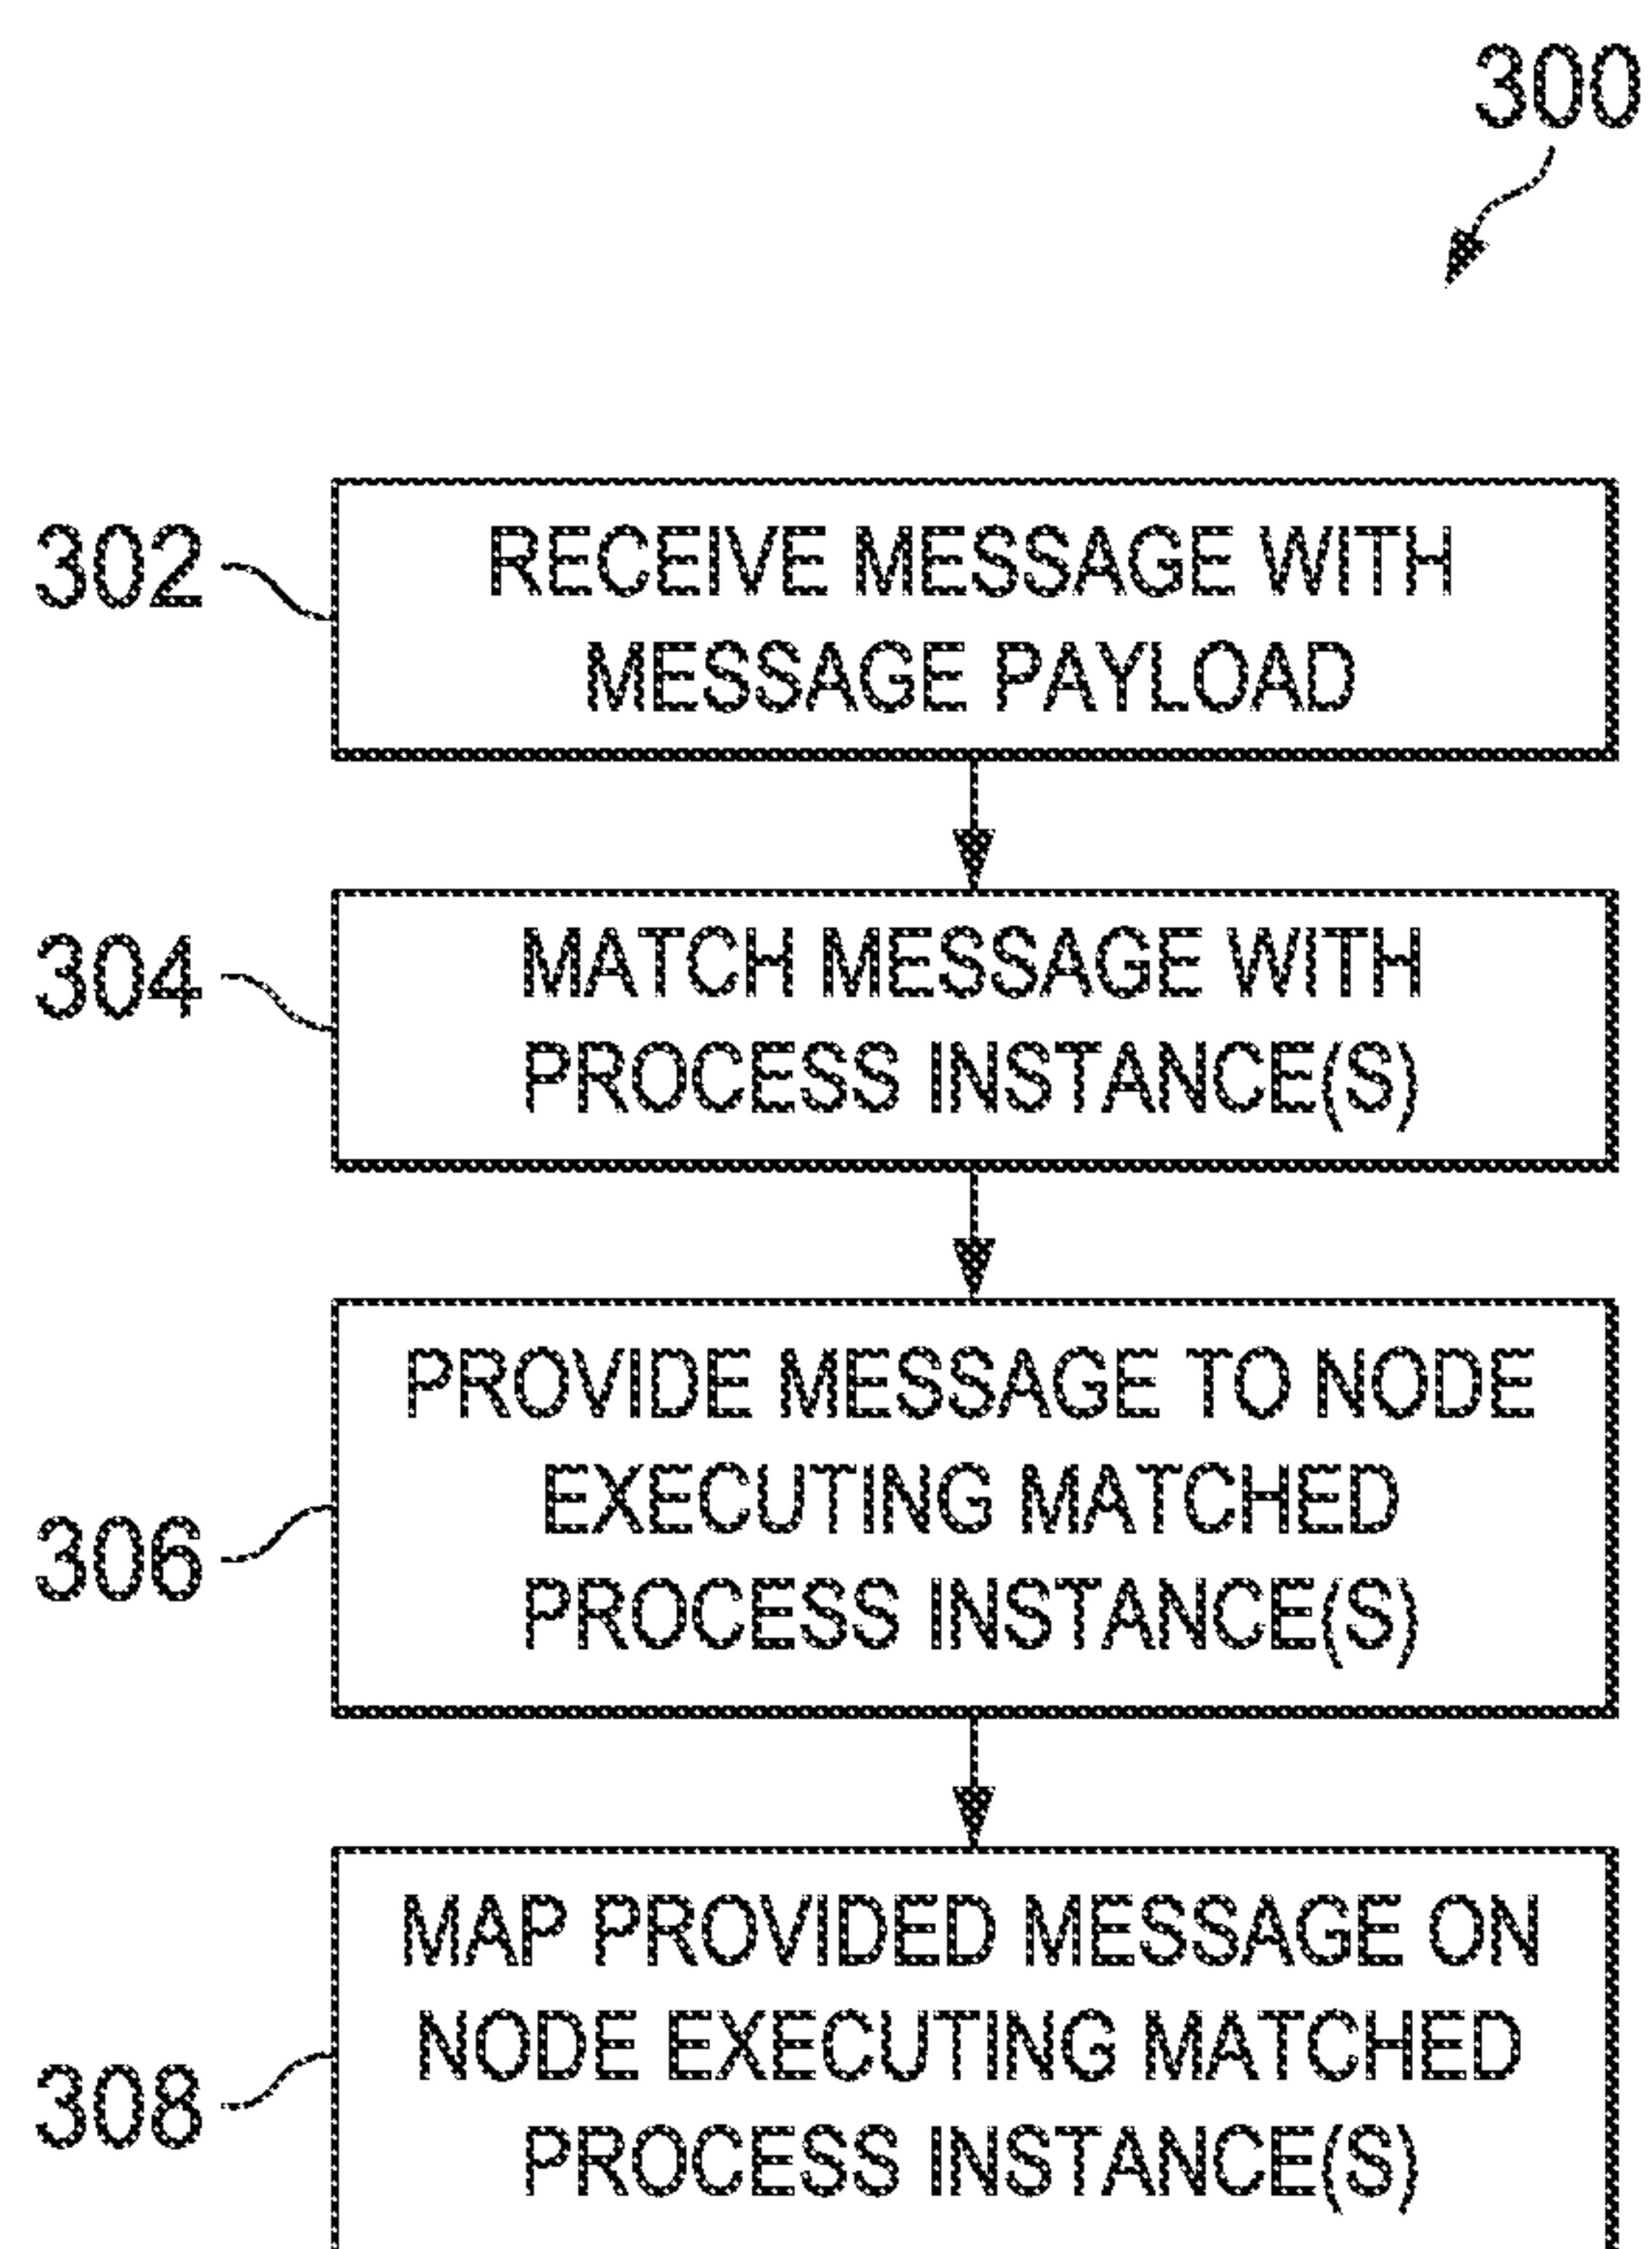 300
302
RECEIVE MESSAGE WITH
MESSAGE PAYLOAD
304
MATCH MESSAGE WITH
PROCESS INSTANCE(S)
306
PROVIDE MESSAGE TO NODE
EXECUTING MATCHED
PROCESS INSTANCE(S)
308
MAP PROVIDED MESSAGE ON
NODE EXECUTING MATCHED
PROCESS INSTANCE(S)